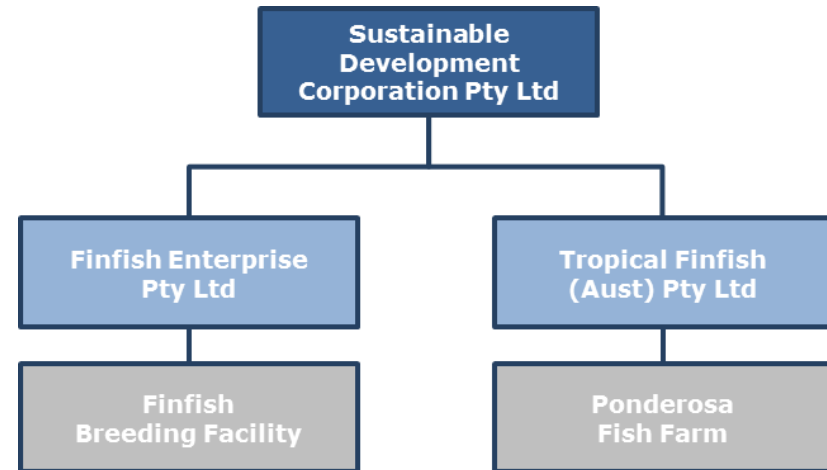 Sustainable
Development
Corporation Pty Ltd
Finfish Enterprise
Pty Ltd
Tropical Finfish
(Aust) Pty Ltd
Finfish
Breeding Facility
Ponderosa
Fish Farm